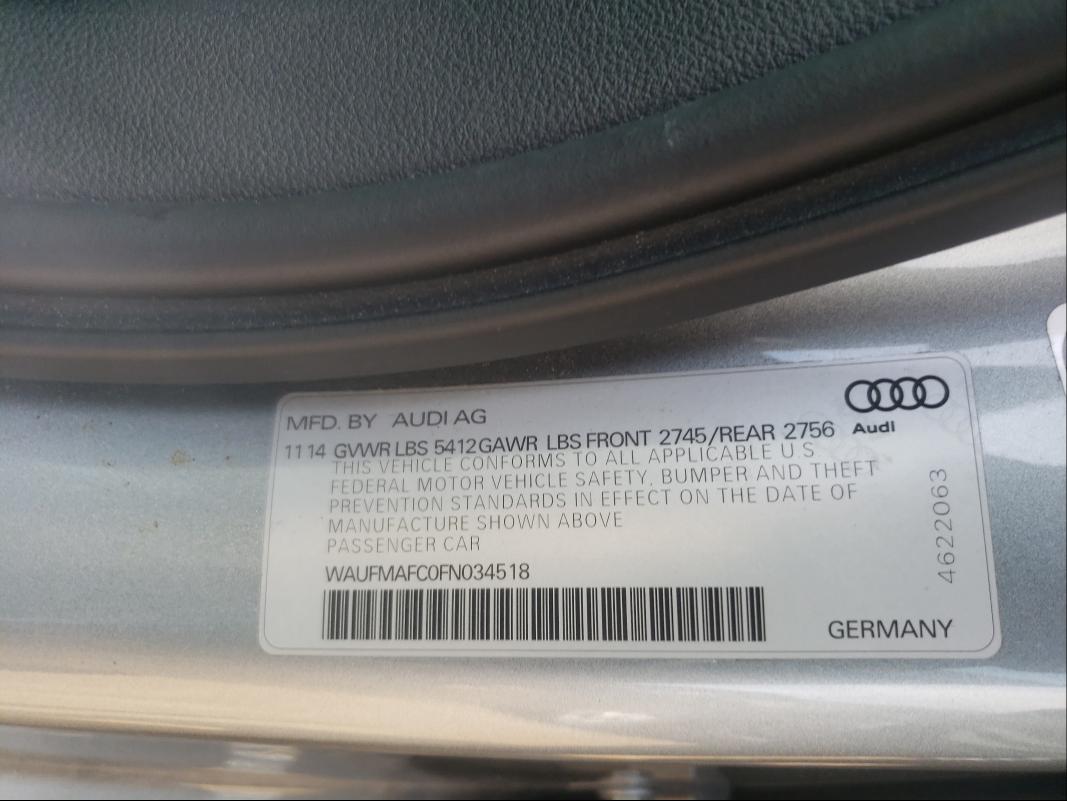 MFD. BY AUDI AG
Audi
11 14 GVWR LBS 5412 GAWR LBS FRONT 2745/REAR 2756
THIS VEHICLE CONFORMS TO ALL APPLICABLE U.S
FEDERAL MOTOR VEHICLE SAFETY, BUMPER AND THEFT
PREVENTION STANDARDS IN EFFECT ON THE DATE OF
MANUFACTURE SHOWN ABOVE
PASSENGER CAR
WAUFMAFC0FN034518
4622063
GERMANY